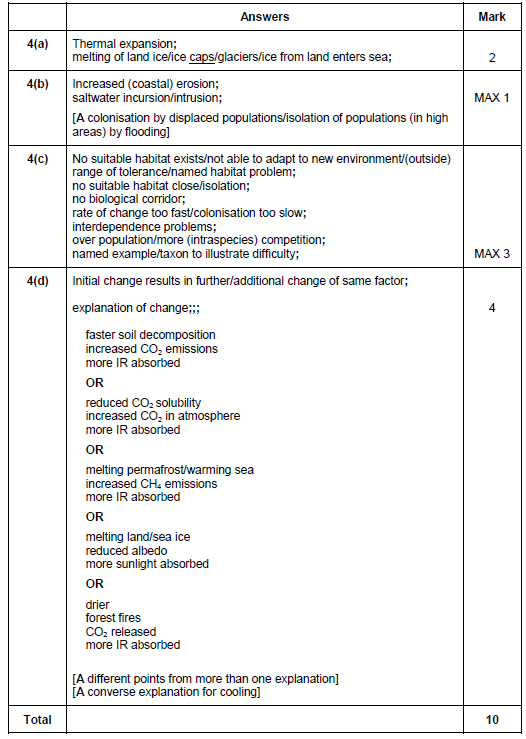 Answers Mark
4(a) Thermal expansion;
melting of land ice/ice caps/glaciers/ice from land enters sea; 2
4(b) Increased (coastal) erosion;
saltwater incursion/intrusion; MAX 1
[A colonisation by displaced populations/isolation of populations (in high
areas) by flooding]
4(c) No suitable habitat exists/not able to adapt to new environment/(outside)
range of tolerance/named habitat problem;
no suitable habitat close/isolation;
no biological corridor;
rate of change too fast/colonisation too slow;
interdependence problems;
over population/more (intraspecies) competition;
named example/taxon to illustrate difficulty; MAX 3
4(d) Initial change results in further/additional change of same factor;
explanation of change;;; 4
faster soil decomposition
increased CO₂ emissions
more IR absorbed
OR
reduced CO₂ solubility
increased CO₂ in atmosphere
more IR absorbed
OR
melting permafrost/warming sea
increased CH₄ emissions
more IR absorbed
OR
melting land/sea ice
reduced albedo
more sunlight absorbed
OR
drier
forest fires
CO₂ released
more IR absorbed
[A different points from more than one explanation]
[A converse explanation for cooling]
Total 10